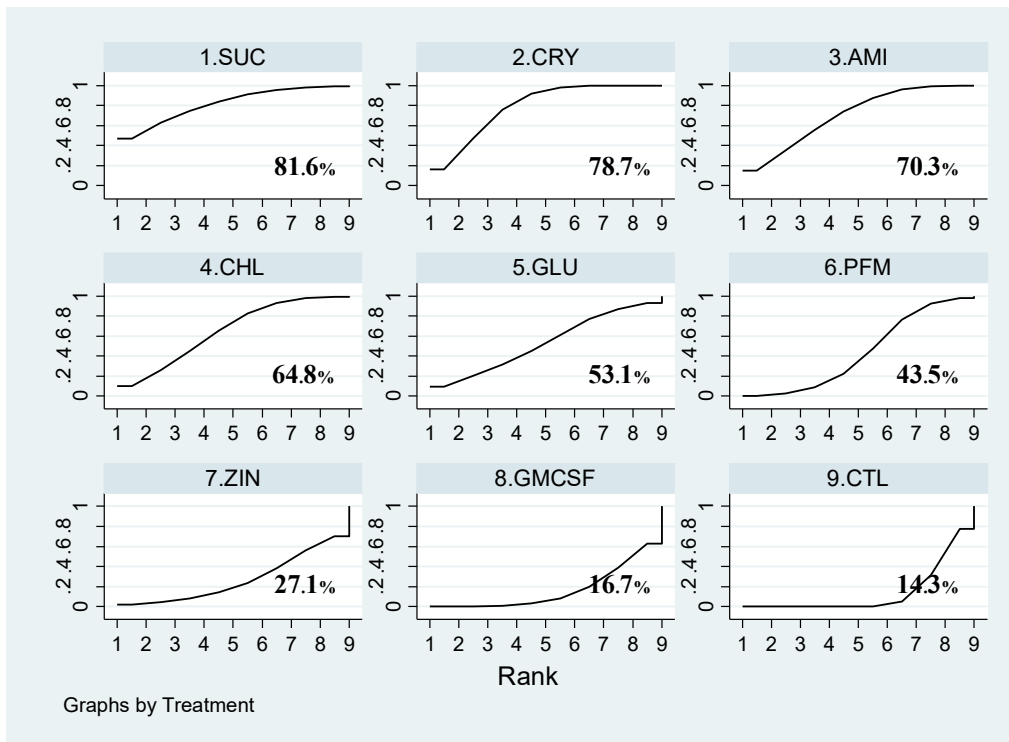 1.SUC 2.CRY 3.AMI
0 .2 .4 .6 .8 1 0 .2 .4 .6 .8 1 0 .2 .4 .6 .8 1
81.6% 78.7% 70.3%
1 2 3 4 5 6 7 8 9 1 2 3 4 5 6 7 8 9 1 2 3 4 5 6 7 8 9
4.CHL 5.GLU 6.PFM
0 .2 .4 .6 .8 1 0 .2 .4 .6 .8 1 0 .2 .4 .6 .8 1
64.8% 53.1% 43.5%
1 2 3 4 5 6 7 8 9 1 2 3 4 5 6 7 8 9 1 2 3 4 5 6 7 8 9
7.ZIN 8.GMCSF 9.CTL
0 .2 .4 .6 .8 1 0 .2 .4 .6 .8 1 0 .2 .4 .6 .8 1
27.1% 16.7% 14.3%
1 2 3 4 5 6 7 8 9 1 2 3 4 5 6 7 8 9 1 2 3 4 5 6 7 8 9
Rank
Graphs by Treatment